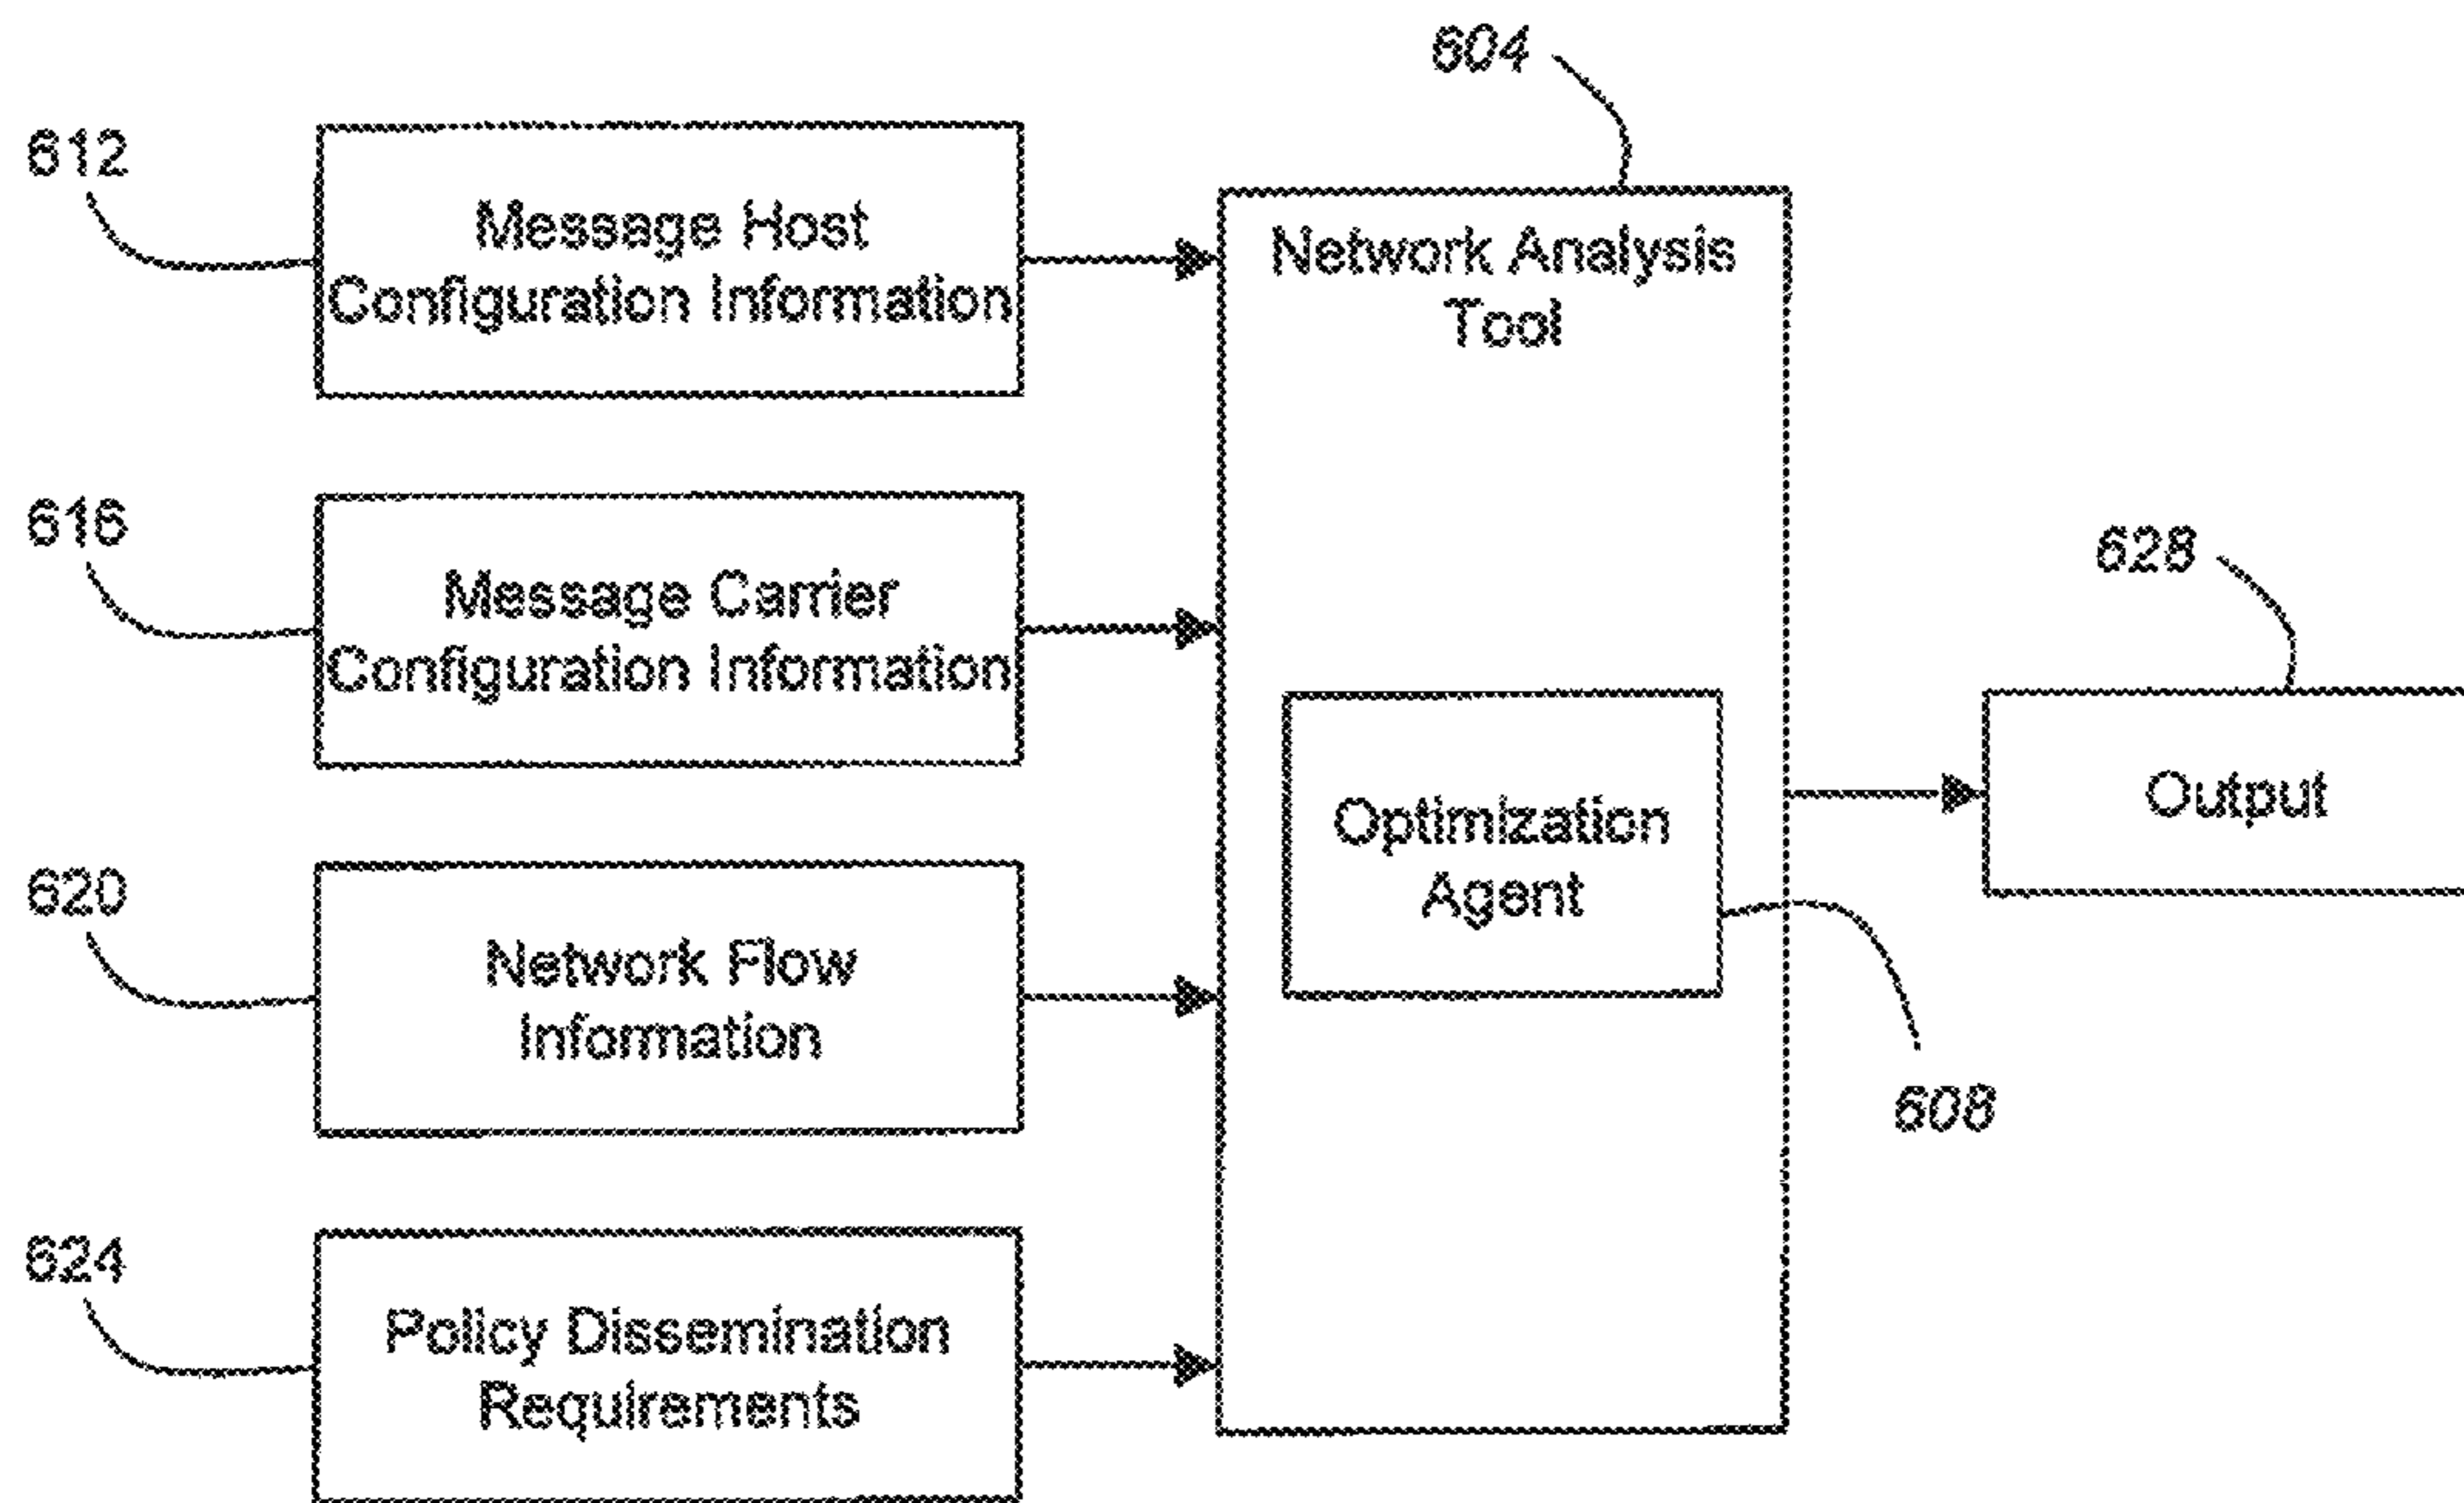 604
612
Message Host
Configuration Information
Network Analysis
Tool
616
Message Carrier
Configuration Information
628
Optimization
Agent
Output
620
Network Flow
Information
608
624
Policy Dissemination
Requirements